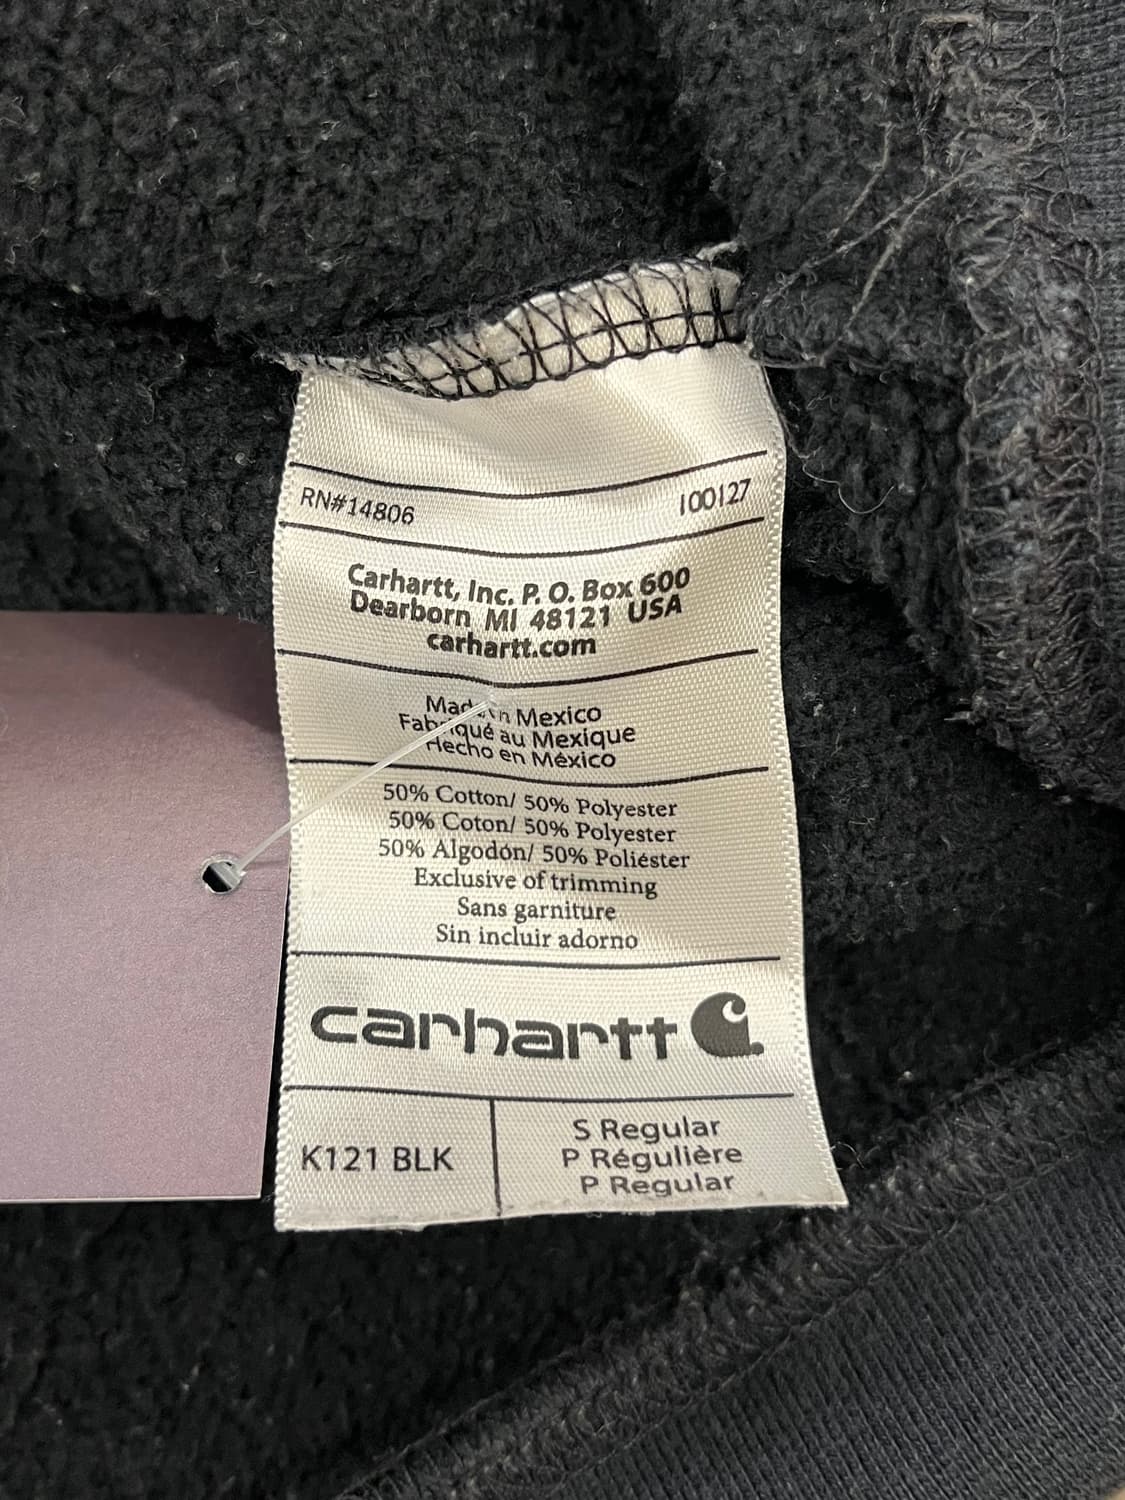 RN#14806 100127
Carhartt, Inc. P. O. Box 600
Dearborn MI 48121 USA
carhartt.com
Made in Mexico
Fabriqué au Mexique
Hecho en México
50% Cotton/ 50% Polyester
50% Coton/ 50% Polyester
50% Algodón/ 50% Poliéster
Exclusive of trimming
Sans garniture
Sin incluir adorno
carhartt
K121 BLK
S Regular
P Régulière
P Regular